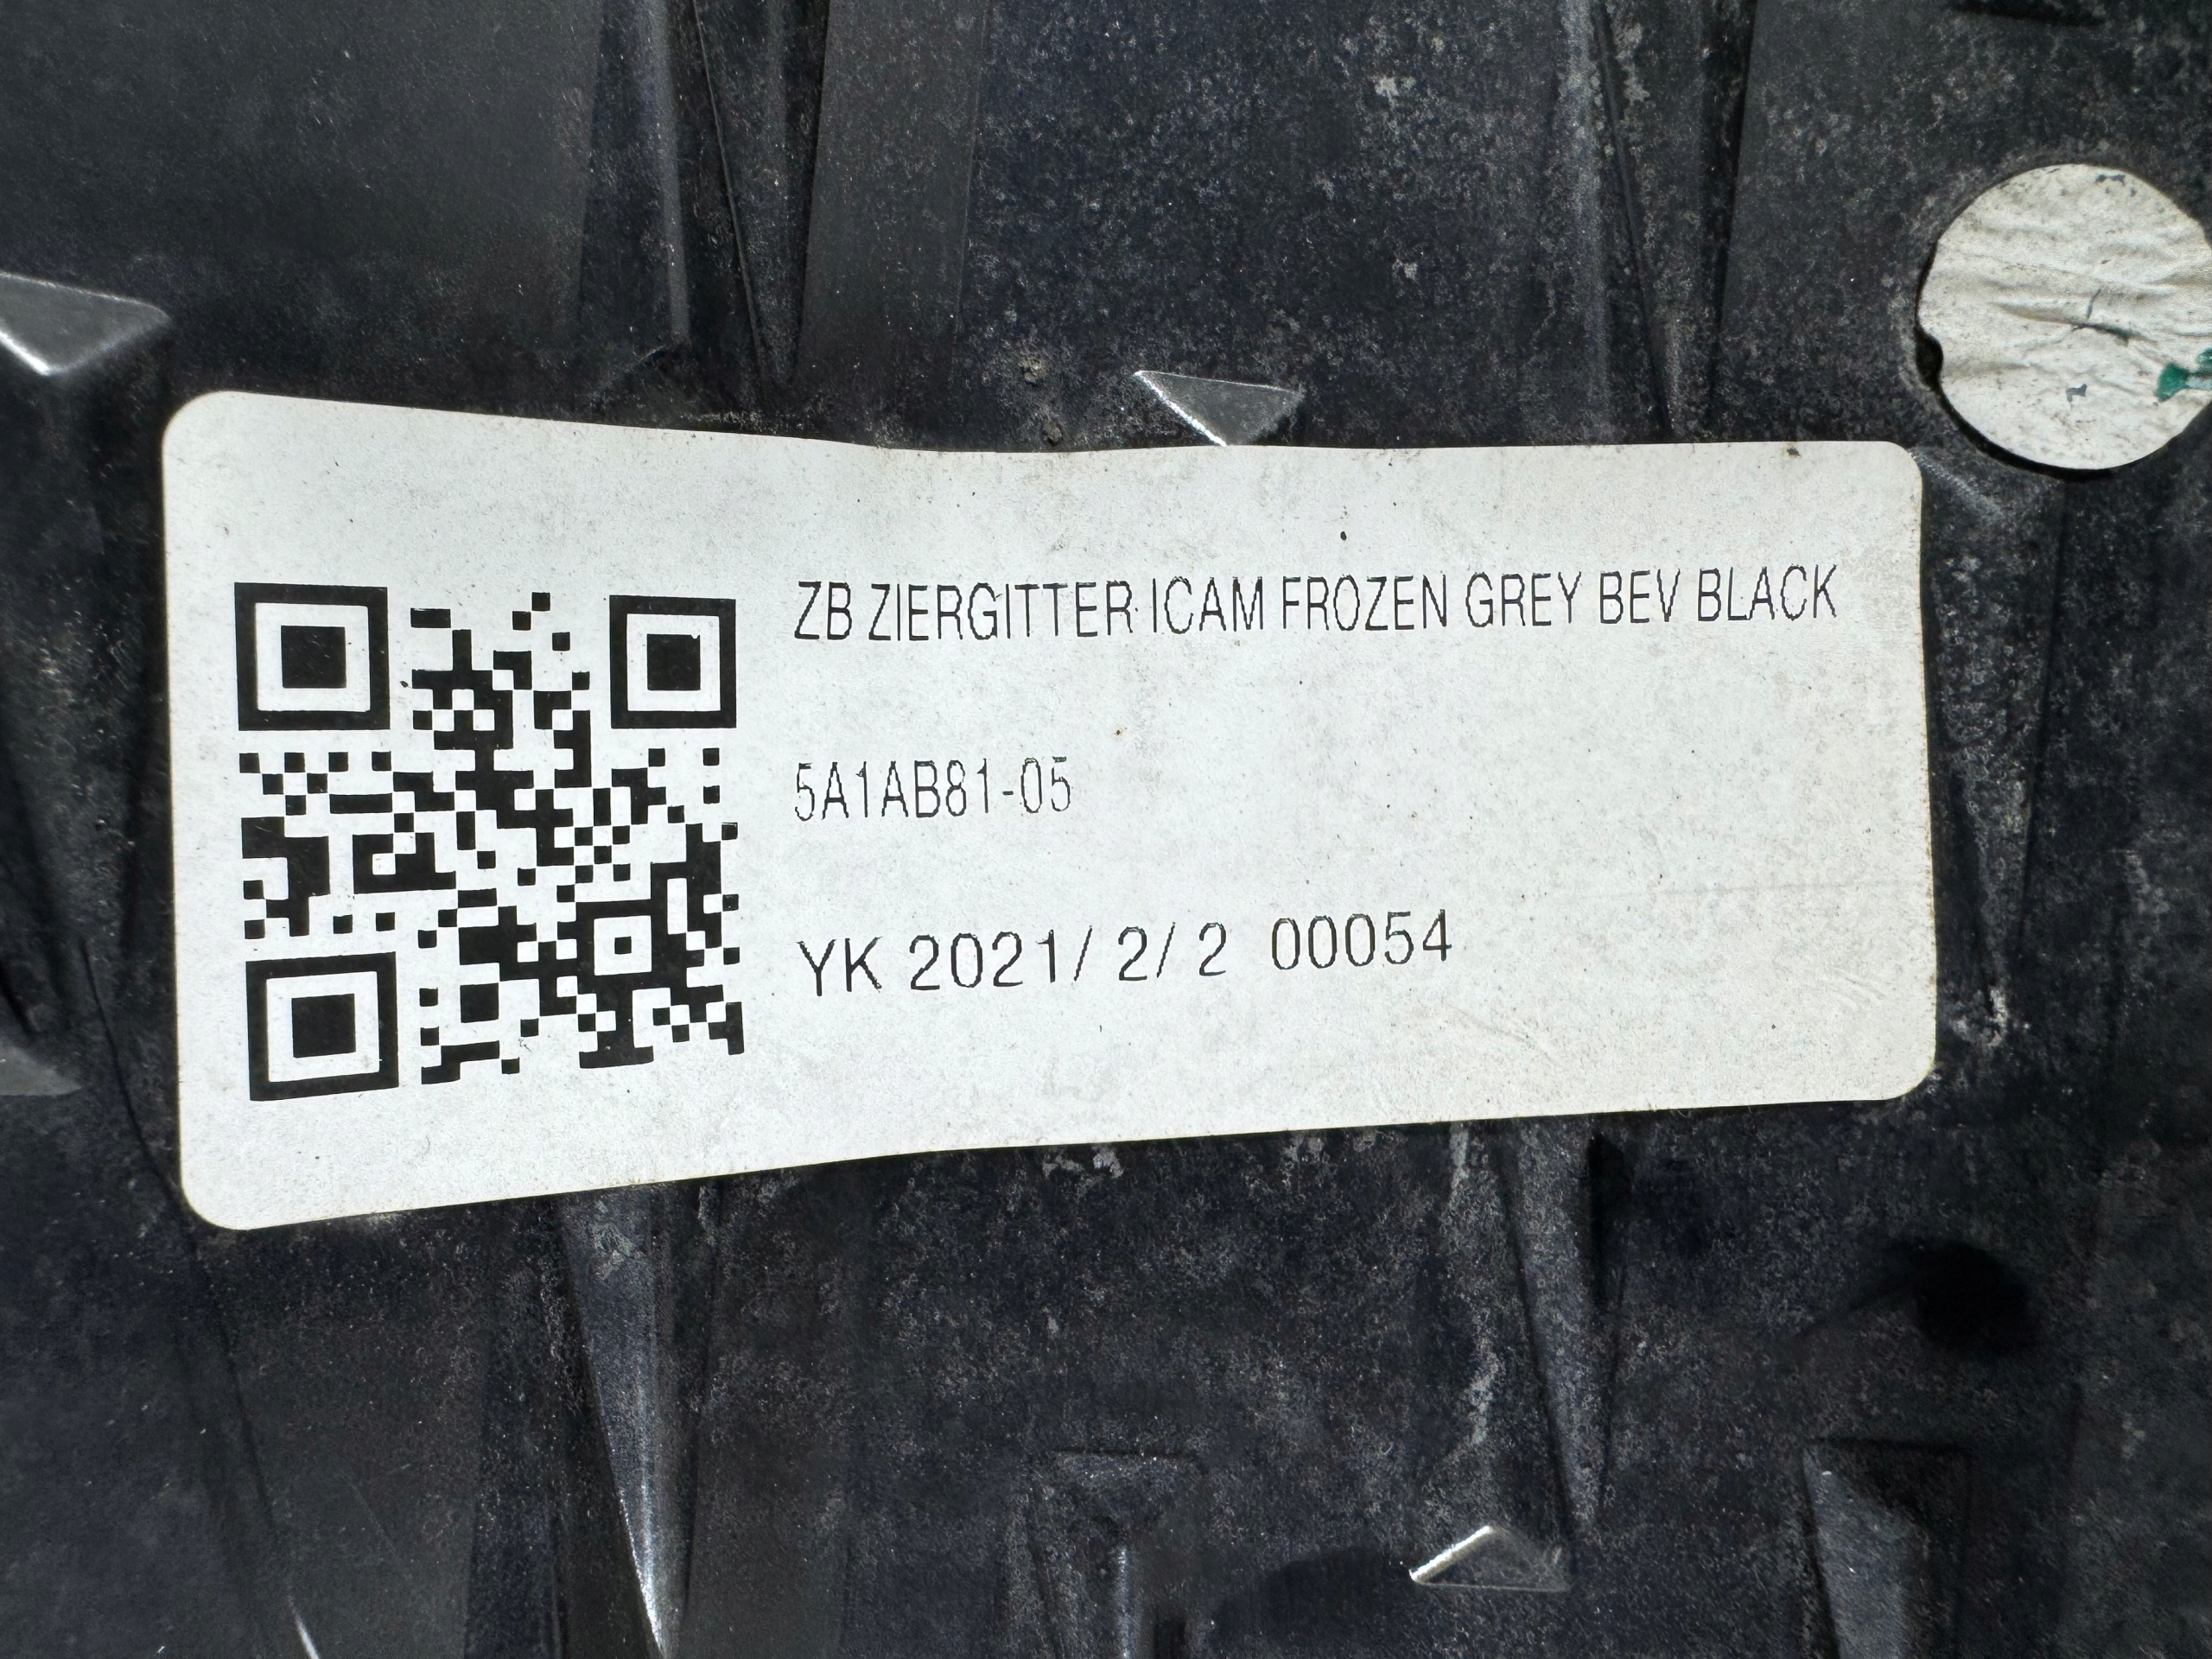 ZB ZIERGITTER ICAM FROZEN GREY BEV BLACK
5A1AB81-05
YK 2021/ 2/ 2 00054